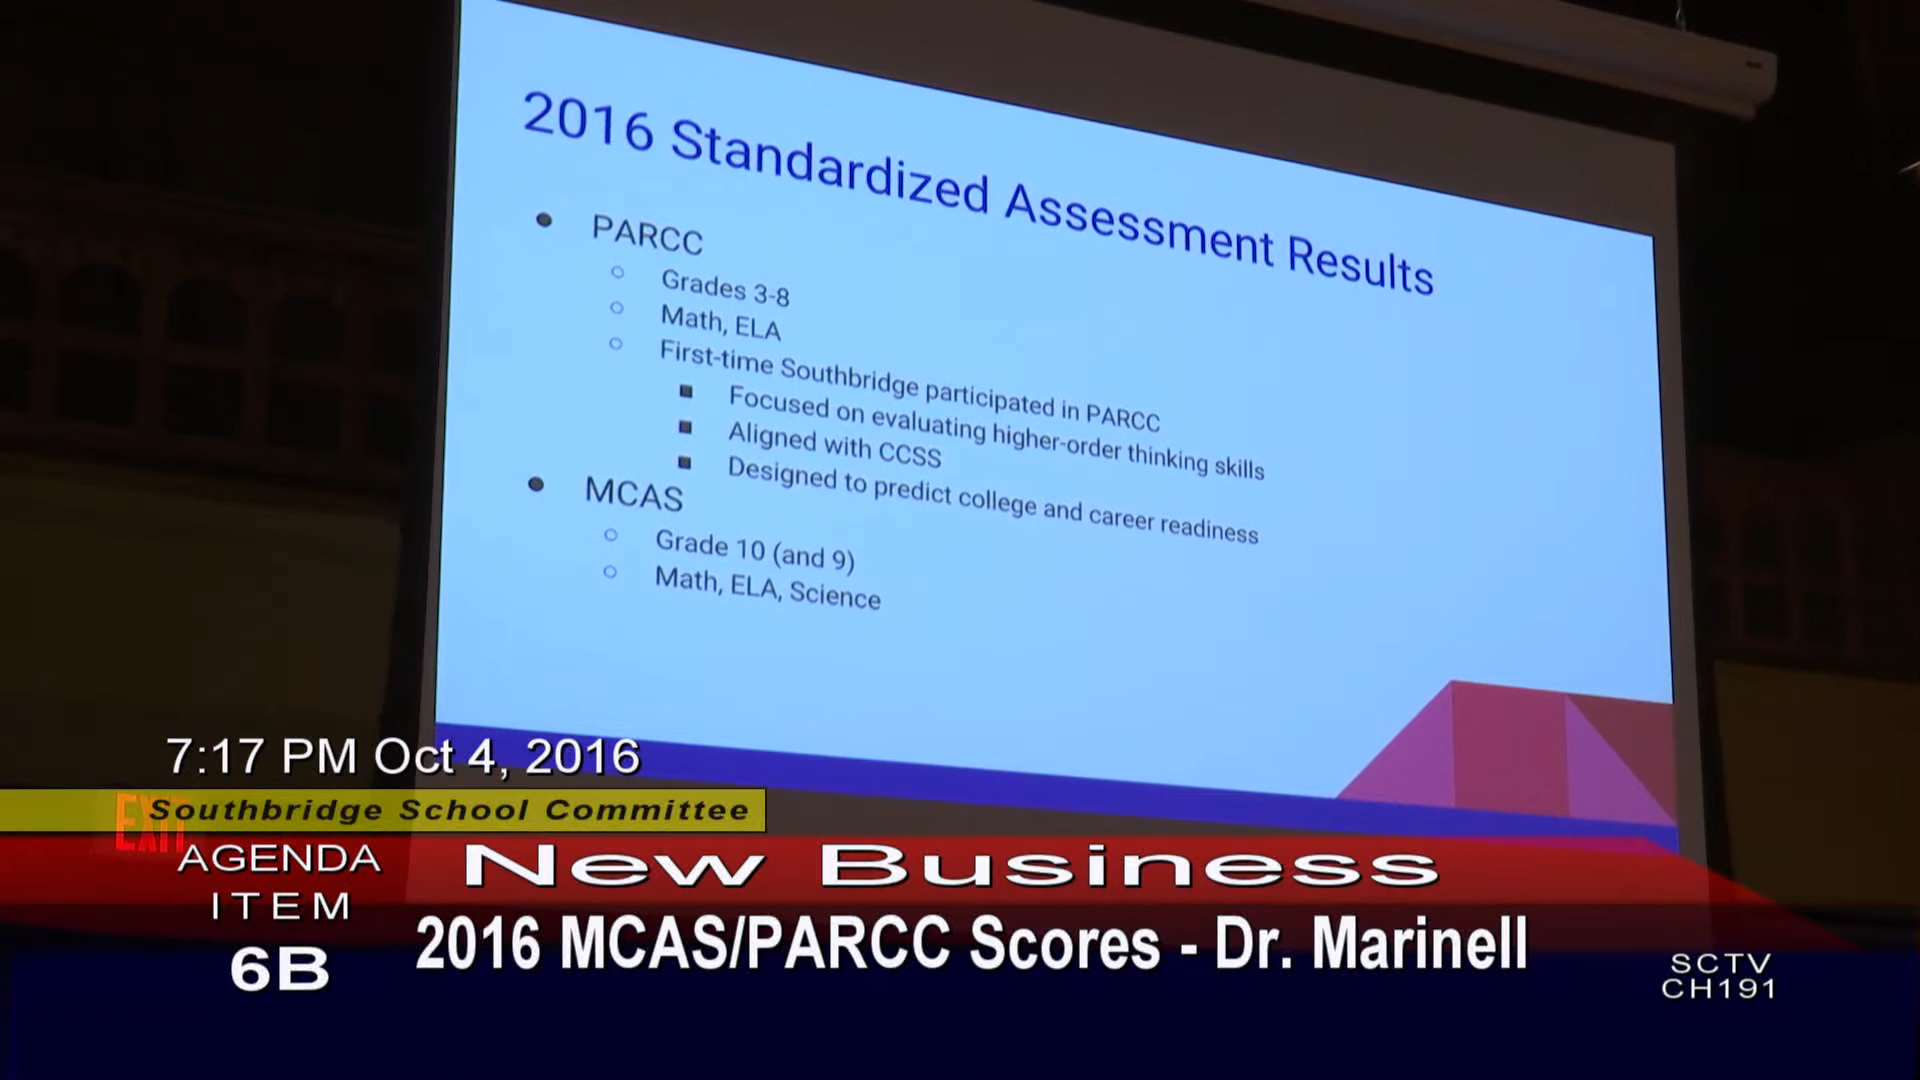 2016 Standardized Assessment Results
● PARCC
○ Grades 3-8
○ Math, ELA
○ First-time Southbridge participated in PARCC
■ Focused on evaluating higher-order thinking skills
■ Aligned with CCSS
■ Designed to predict college and career readiness
● MCAS
○ Grade 10 (and 9)
○ Math, ELA, Science
7:17 PM Oct 4, 2016
Southbridge School Committee
EXIT
AGENDA
ITEM
6B
New Business
2016 MCAS/PARCC Scores - Dr. Marinell
SCTV
CH191